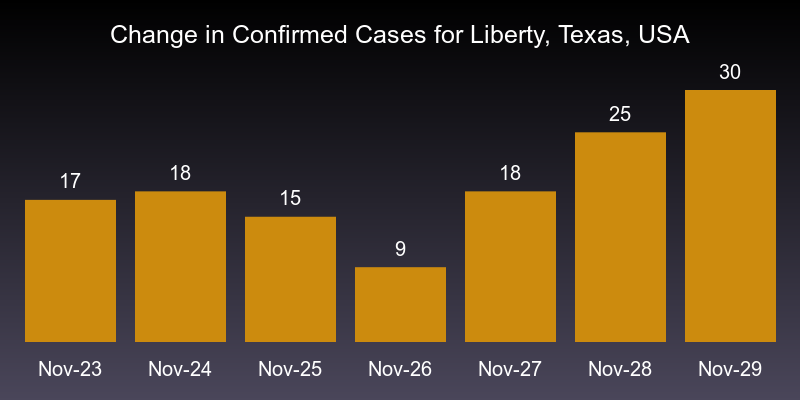 Change in Confirmed Cases for Liberty, Texas, USA
17
18
15
9
18
25
30
Nov-23
Nov-24
Nov-25
Nov-26
Nov-27
Nov-28
Nov-29